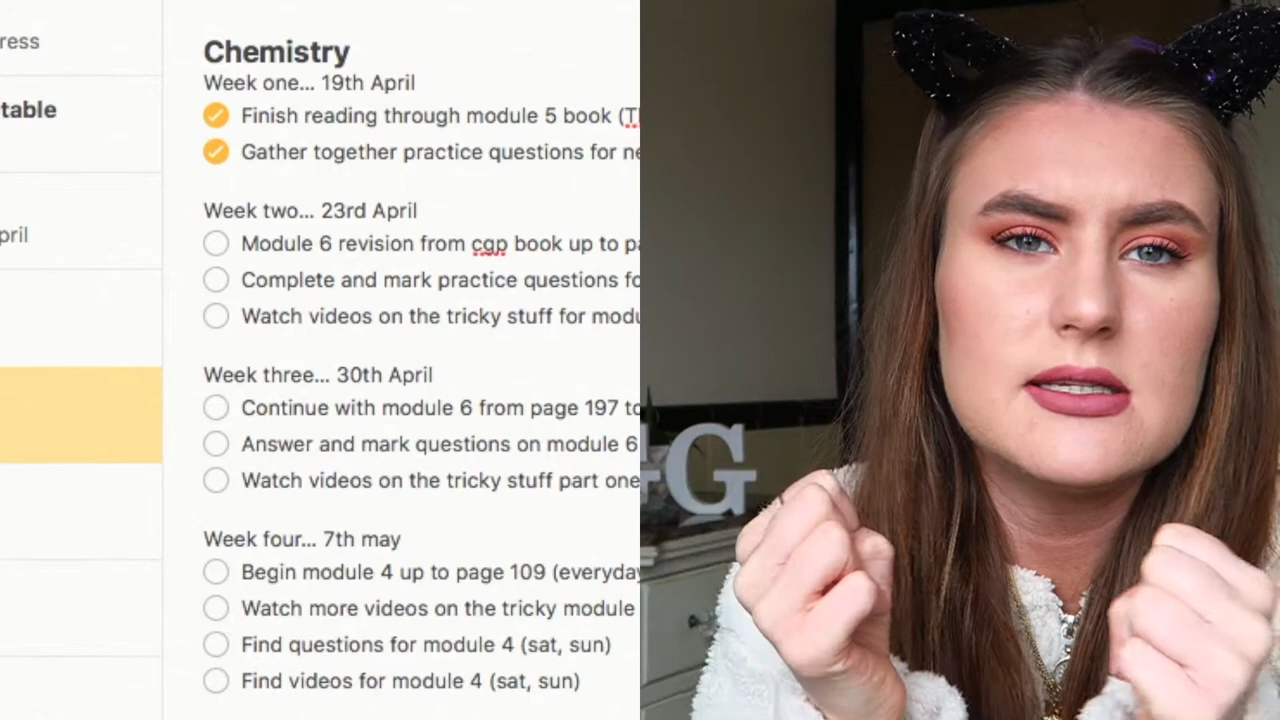 ress
table
pril
Chemistry
Week one... 19th April
Finish reading through module 5 book
Gather together practice questions for
Week two... 23rd April
Module 6 revision from cgp book up to
Complete and mark practice questions
Watch videos on the tricky stuff for
Week three... 30th April
Continue with module 6 from page 197
Answer and mark questions on module 6
Watch videos on the tricky stuff part one
Week four... 7th may
Begin module 4 up to page 109 (everyday
Watch more videos on the tricky module
Find questions for module 4 (sat, sun)
Find videos for module 4 (sat, sun)
G